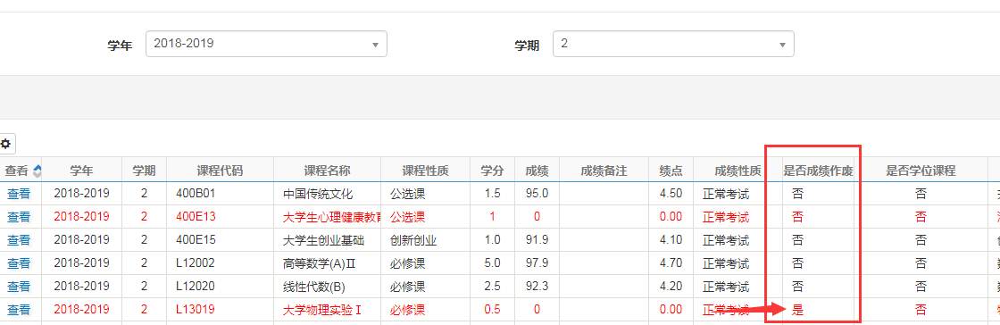 学年 2018-2019 学期 2
查看 学年 学期 课程代码 课程名称 课程性质 学分 成绩 成绩备注 绩点 成绩性质 是否成绩作废 是否学位课程
查看 2018-2019 2 400B01 中国传统文化 公选课 1.5 95.0 4.50 正常考试 否 否
查看 2018-2019 2 400E13 大学生心理健康教育 公选课 1 0 0.00 正常考试 否 否
查看 2018-2019 2 400E15 大学生创业基础 创新创业 1.0 91.9 4.10 正常考试 否 否
查看 2018-2019 2 L12002 高等数学(A)Ⅱ 必修课 5.0 97.9 4.70 正常考试 否 否
查看 2018-2019 2 L12020 线性代数(B) 必修课 2.5 92.3 4.20 正常考试 否 否
查看 2018-2019 2 L13019 大学物理实验Ⅰ 必修课 0.5 0 0.00 正常考试 是 否